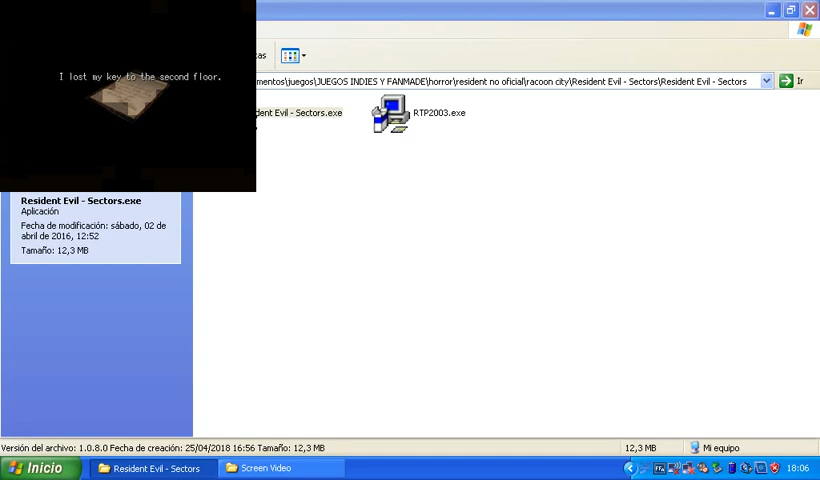 I lost my key to the second floor.
cas
mentos\juegos\JUEGOS INDIES Y FANMADE\horror\resident no oficial\racoon city\Resident Evil - Sectors\Resident Evil - Sectors
Ir
dent Evil - Sectors.exe
RTP2003.exe
Resident Evil - Sectors.exe
Aplicación
Fecha de modificación: sábado, 02 de
abril de 2016, 12:52
Tamaño: 12,3 MB
Versión del archivo: 1.0.8.0 Fecha de creación: 25/04/2018 16:56 Tamaño: 12,3 MB
12,3 MB
Mi equipo
Inicio
Resident Evil - Sectors
Screen Video
18:06